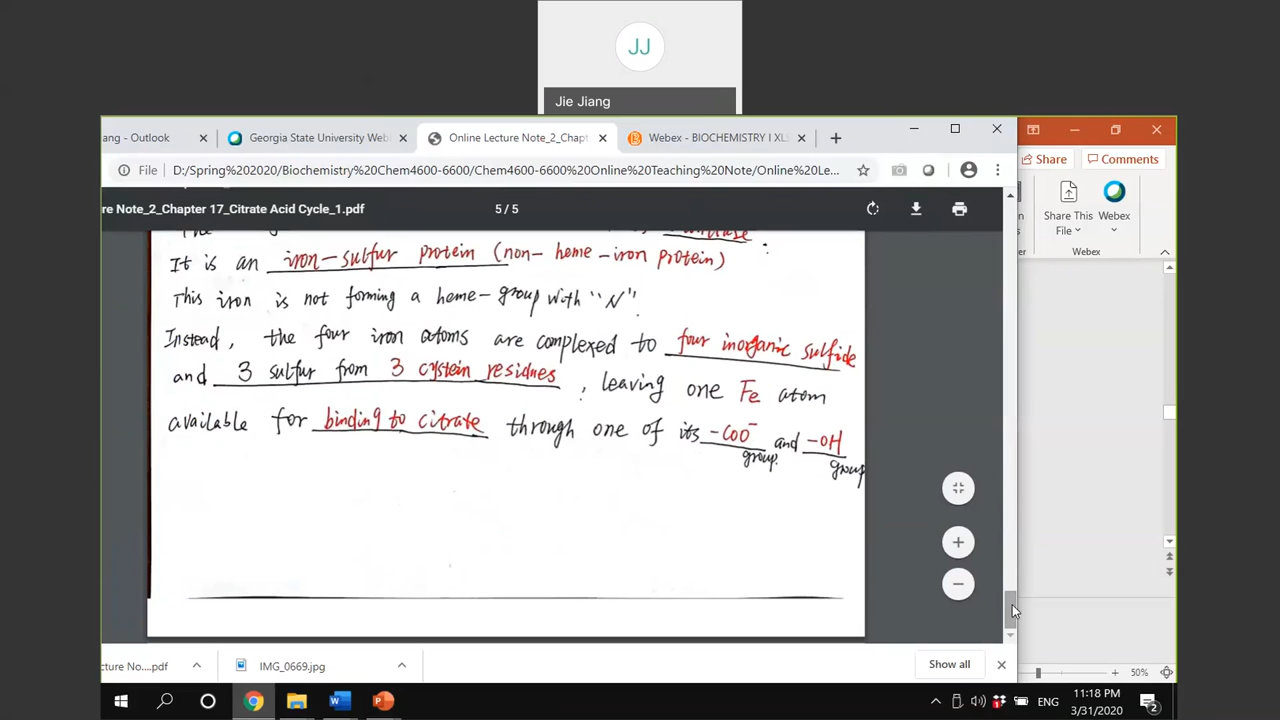 JJ
Jie Jiang
ang - Outlook
Georgia State University Web
Online Lecture Note_2_Chapt
Webex - BIOCHEMISTRY I XLS
File D:/Spring%202020/Biochemistry%20Chem4600-6600/Chem4600-6600%20Online%20Teaching%20Note/Online%20Le...
Share
Comments
re Note_2_Chapter 17_Citrate Acid Cycle_1.pdf
5 / 5
Share This
File
Webex
Webex
The
It is an iron-sulfur protein (non-heme-iron protein) :
This iron is not forming a heme-group with "N".
Instead, the four iron atoms are complexed to four inorganic sulfide
and 3 sulfur from 3 cystein residues, leaving one Fe atom
available for binding to citrate through one of its -COO⁻ and -OH
group. group
cture No....pdf
IMG_0669.jpg
Show all
50%
ENG
11:18 PM
3/31/2020
2